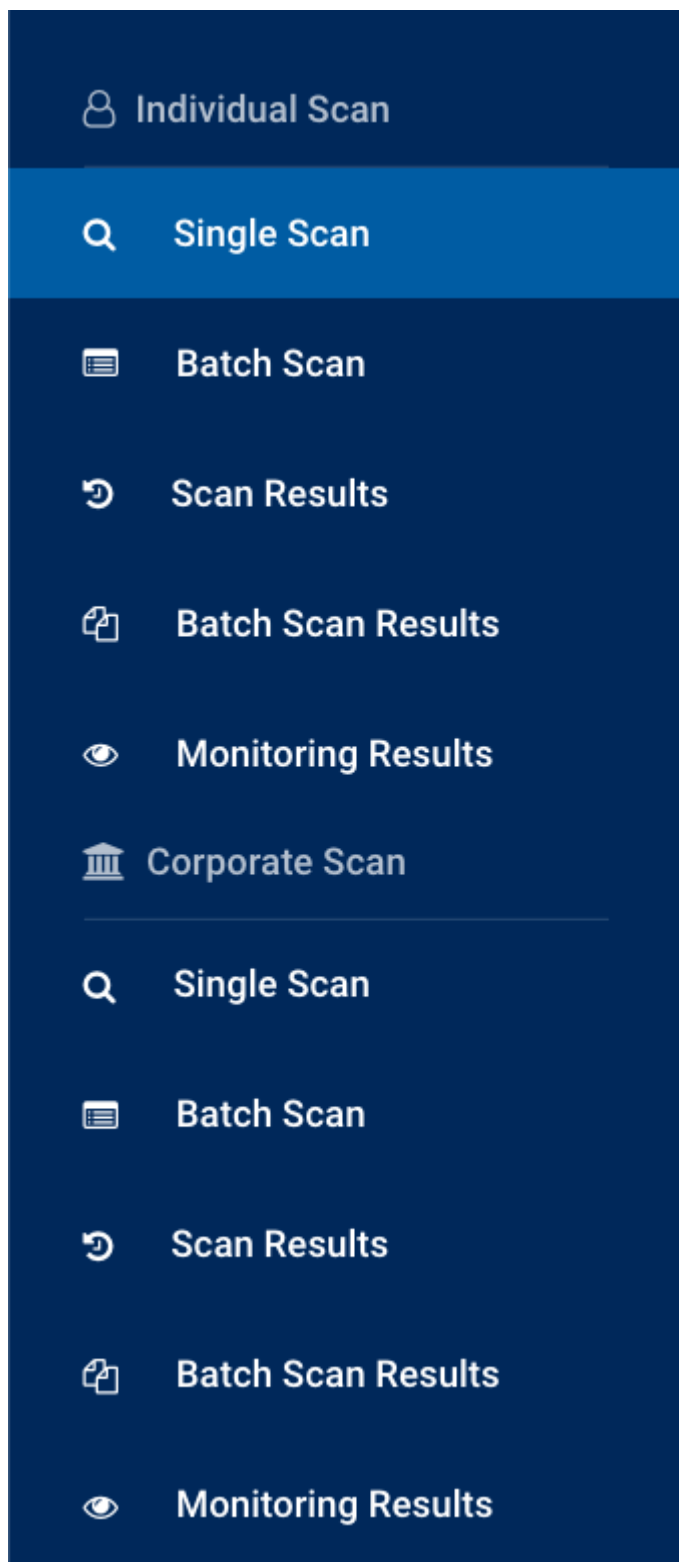 Individual Scan
Single Scan
Batch Scan
Scan Results
Batch Scan Results
Monitoring Results
Corporate Scan
Single Scan
Batch Scan
Scan Results
Batch Scan Results
Monitoring Results